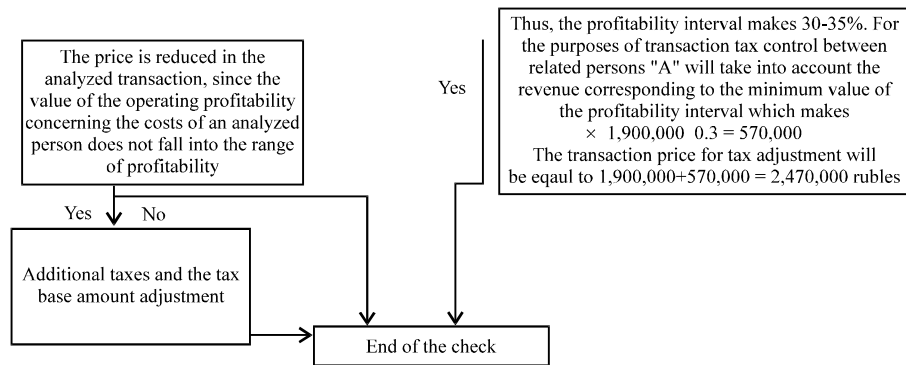 The price is reduced in the
analyzed transaction, since the
value of the operating profitability
concerning the costs of an analyzed
person does not fall into the range
of profitability
Yes
Thus, the profitability interval makes 30-35%. For
the purposes of transaction tax control between
related persons "A" will take into account the
revenue corresponding to the minimum value of
the profitability interval which makes
× 1,900,000 0.3 = 570,000
The transaction price for tax adjustment will
be eqaul to 1,900,000+570,000 = 2,470,000 rubles
Yes No
Additional taxes and the tax
base amount adjustment
End of the check